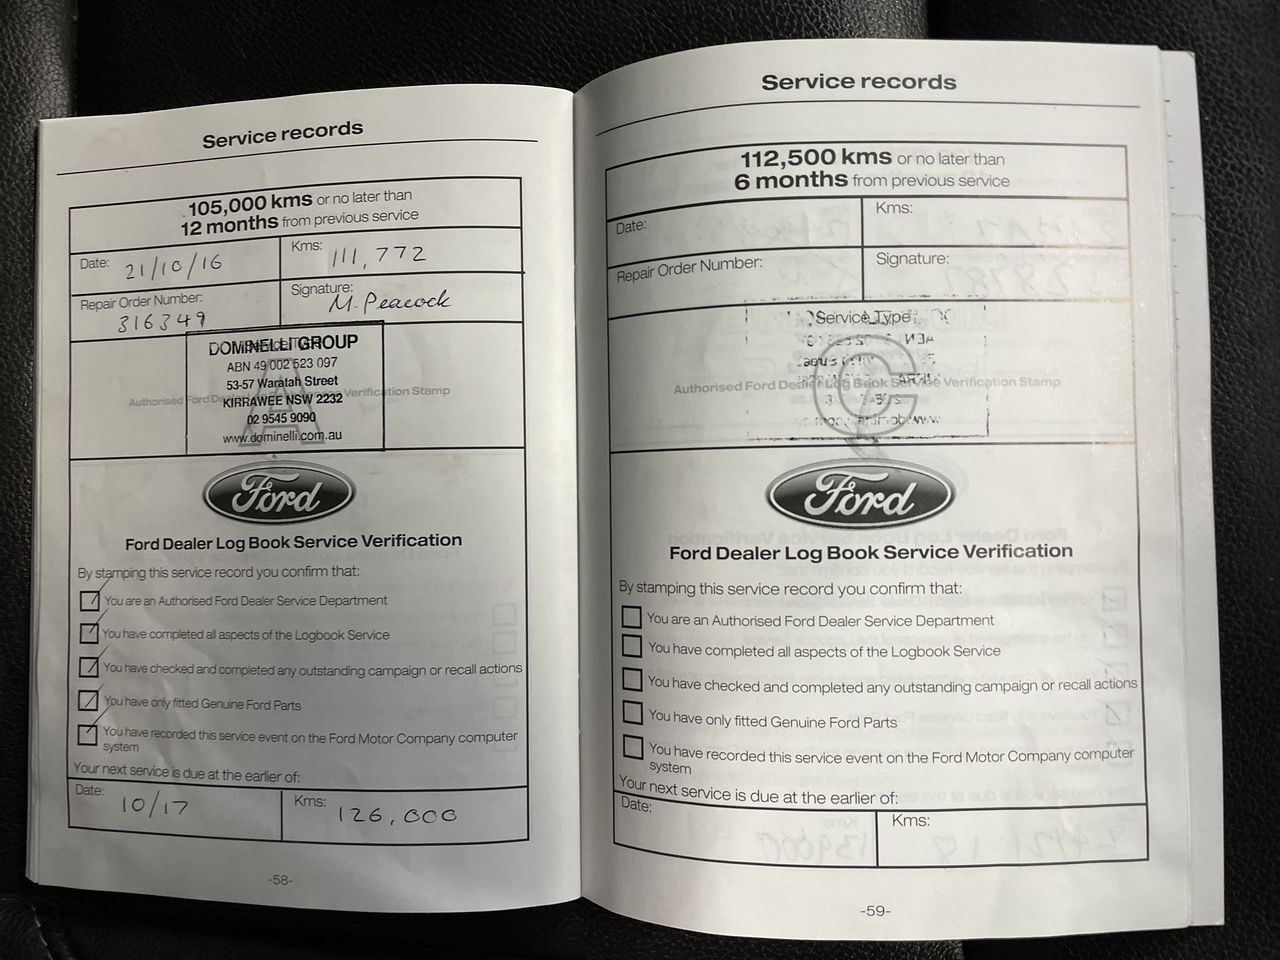 Service records
105,000 kms or no later than
12 months from previous service
Date: 21/10/16
Kms: 111,772
Repair Order Number: 316349
Signature: M. Peacock
DOMINELLI GROUP
ABN 49 002 523 097
53-57 Waratah Street
KIRRAWEE NSW 2232
02 9545 9090
www.dominelli.com.au
Authorised Ford Verification Stamp
A
Ford
Ford Dealer Log Book Service Verification
By stamping this service record you confirm that:
You are an Authorised Ford Dealer Service Department
You have completed all aspects of the Logbook Service
You have checked and completed any outstanding campaign or recall actions
You have only fitted Genuine Ford Parts
You have recorded this service event on the Ford Motor Company computer
system
Your next service is due at the earlier of:
Date: 10/17
Kms: 126,000
-58-
Service records
112,500 kms or no later than
6 months from previous service
Date:
Kms:
Repair Order Number:
Signature:
Service Type
C
Authorised Ford Dealer Log Book Service Verification Stamp
Ford
Ford Dealer Log Book Service Verification
By stamping this service record you confirm that:
You are an Authorised Ford Dealer Service Department
You have completed all aspects of the Logbook Service
You have checked and completed any outstanding campaign or recall actions
You have only fitted Genuine Ford Parts
You have recorded this service event on the Ford Motor Company computer
system
Your next service is due at the earlier of:
Date:
Kms:
-59-